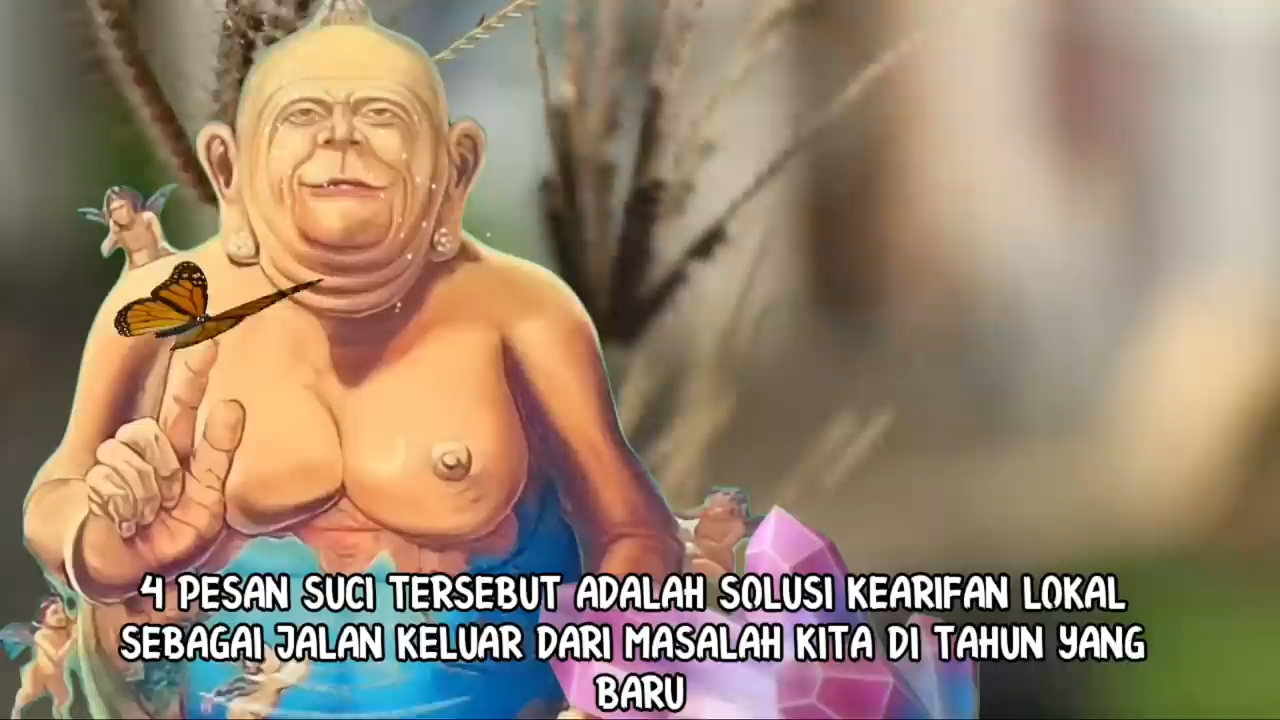 4 PESAN SUCI TERSEBUT ADALAH SOLUSI KEARIFAN LOKAL
SEBAGAI JALAN KELUAR DARI MASALAH KITA DI TAHUN YANG
BARU